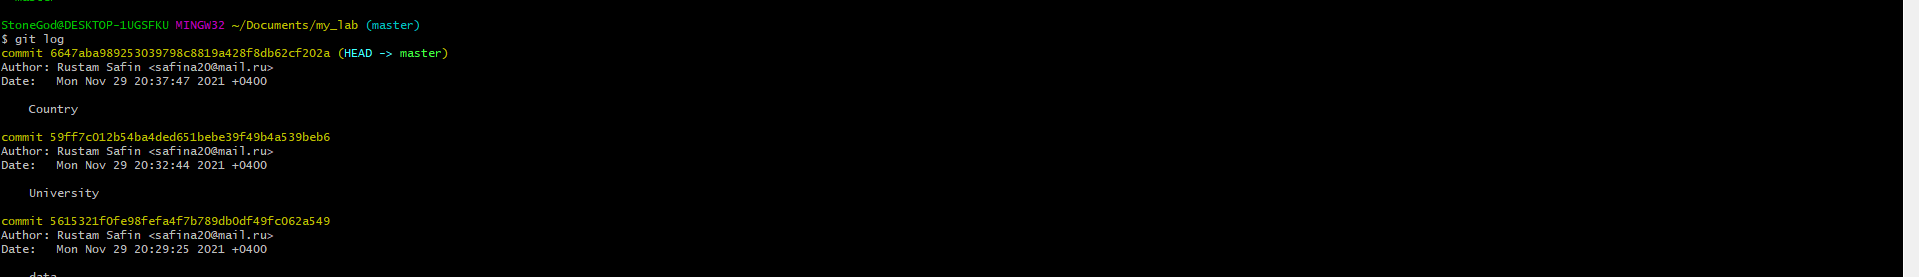 StoneGod@DESKTOP-1UGSFKU MINGW32 ~/Documents/my_lab (master)
$ git log
commit 6647aba989253039798c8819a428f8db62cf202a (HEAD -> master)
Author: Rustam Safin <safina20@mail.ru>
Date:   Mon Nov 29 20:37:47 2021 +0400
Country
commit 59ff7c012b54ba4ded651bebe39f49b4a539beb6
Author: Rustam Safin <safina20@mail.ru>
Date:   Mon Nov 29 20:32:44 2021 +0400
University
commit 5615321f0fe98fefa4f7b789db0df49fc062a549
Author: Rustam Safin <safina20@mail.ru>
Date:   Mon Nov 29 20:29:25 2021 +0400
data